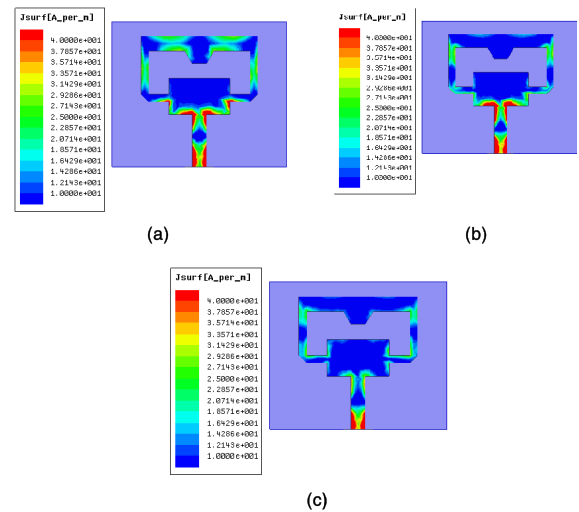 Jsurf[A_per_m]
4.0000e+001
3.7857e+001
3.5714e+001
3.3571e+001
3.1429e+001
2.9286e+001
2.7143e+001
2.5000e+001
2.2857e+001
2.0714e+001
1.8571e+001
1.6429e+001
1.4286e+001
1.2143e+001
1.0000e+001
(a)
Jsurf[A_per_m]
4.0000e+001
3.7857e+001
3.5714e+001
3.3571e+001
3.1429e+001
2.9286e+001
2.7143e+001
2.5000e+001
2.2857e+001
2.0714e+001
1.8571e+001
1.6429e+001
1.4286e+001
1.2143e+001
1.0000e+001
(b)
Jsurf[A_per_m]
4.0000e+001
3.7857e+001
3.5714e+001
3.3571e+001
3.1429e+001
2.9286e+001
2.7143e+001
2.5000e+001
2.2857e+001
2.0714e+001
1.8571e+001
1.6429e+001
1.4286e+001
1.2143e+001
1.0000e+001
(c)